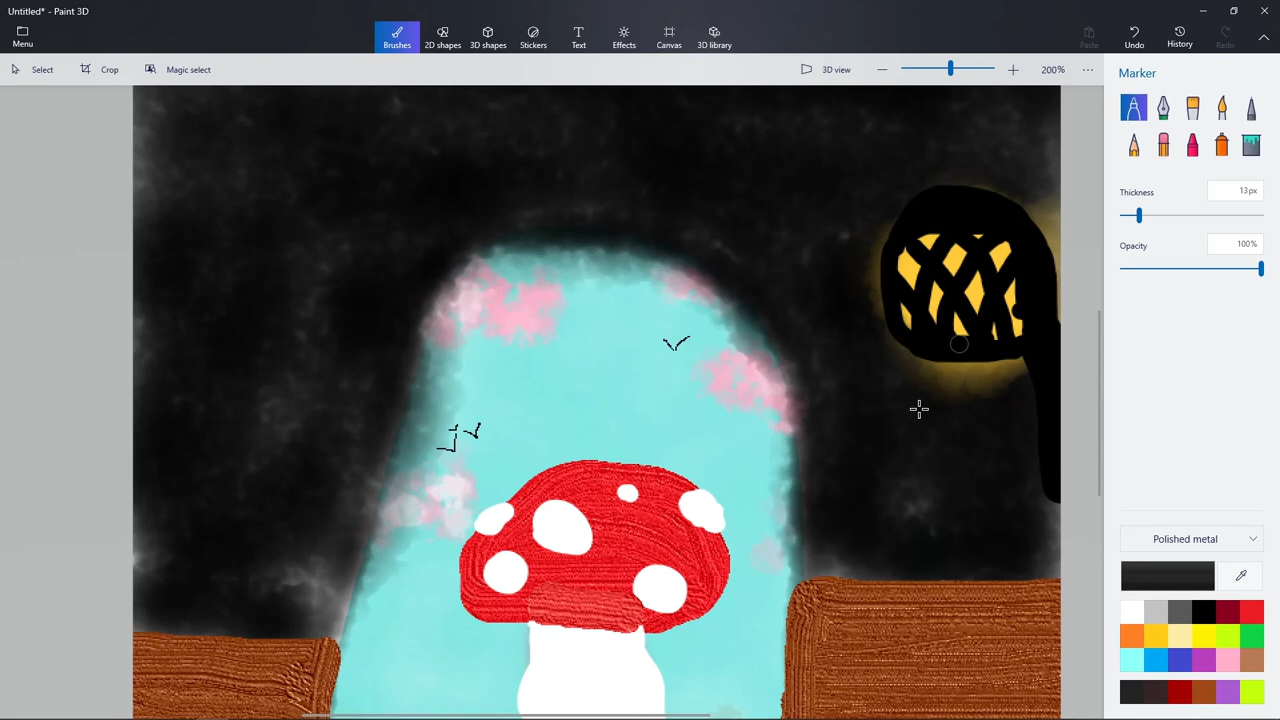 Untitled* - Paint 3D
Menu
Brushes 2D shapes 3D shapes Stickers Text Effects Canvas 3D library
Paste Undo History Redo
Select Crop Magic select
3D view 200%
Marker
Thickness 13px
Opacity 100%
Polished metal